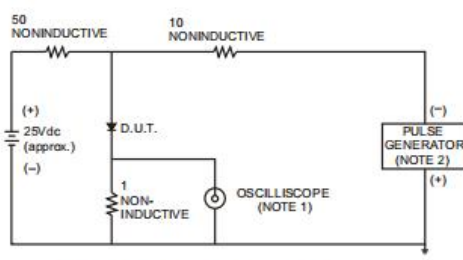 50
NONINDUCTIVE
10
NONINDUCTIVE
(+)
25Vdc
(approx.)
(−)
D.U.T.
1
NON-
INDUCTIVE
OSCILLISCOPE
(NOTE 1)
(−)
PULSE
GENERATOR
(NOTE 2)
(+)